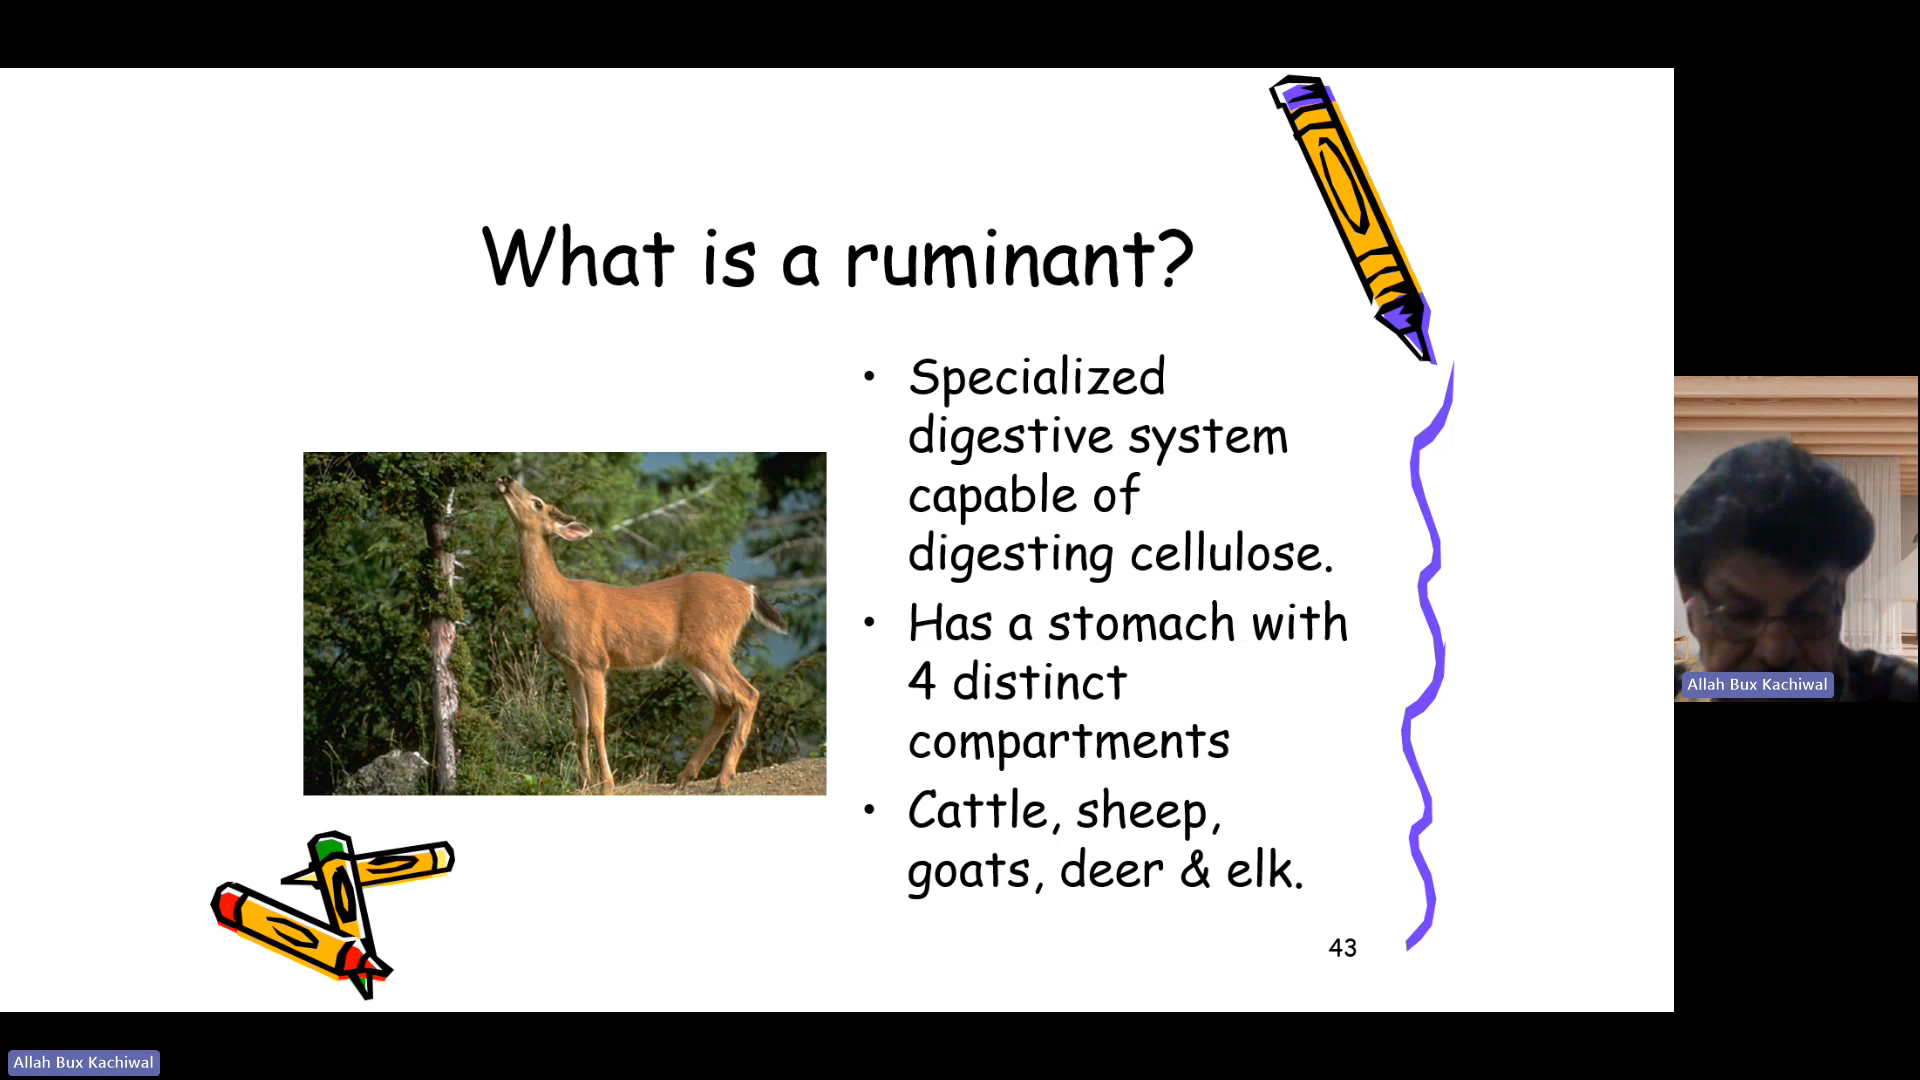 What is a ruminant?
• Specialized
digestive system
capable of
digesting cellulose.
• Has a stomach with
4 distinct
compartments
• Cattle, sheep,
goats, deer & elk.
43
Allah Bux Kachiwal
Allah Bux Kachiwal